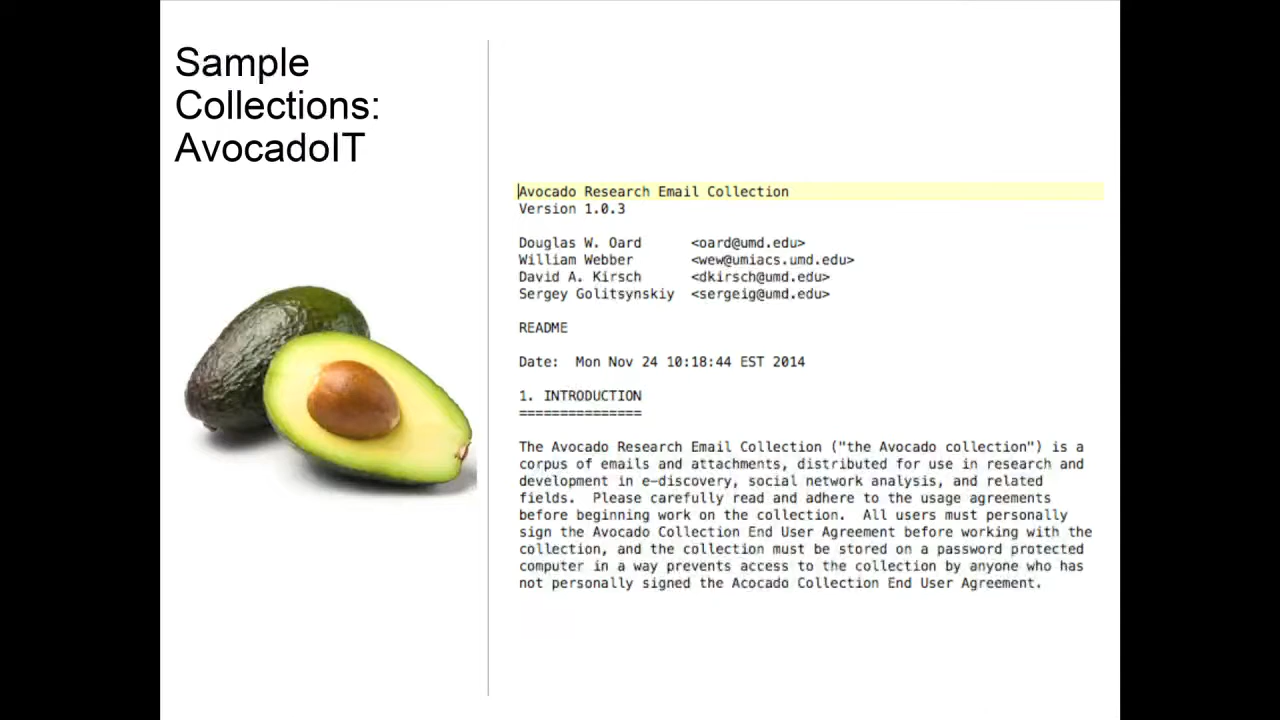 Sample
Collections:
AvocadoIT
Avocado Research Email Collection
Version 1.0.3
Douglas W. Oard <oard@umd.edu>
William Webber <wew@umiacs.umd.edu>
David A. Kirsch <dkirsch@umd.edu>
Sergey Golitsynskiy <sergeig@umd.edu>
README
Date: Mon Nov 24 10:18:44 EST 2014
1. INTRODUCTION
===============
The Avocado Research Email Collection ("the Avocado collection") is a
corpus of emails and attachments, distributed for use in research and
development in e-discovery, social network analysis, and related
fields. Please carefully read and adhere to the usage agreements
before beginning work on the collection. All users must personally
sign the Avocado Collection End User Agreement before working with the
collection, and the collection must be stored on a password protected
computer in a way prevents access to the collection by anyone who has
not personally signed the Acocado Collection End User Agreement.